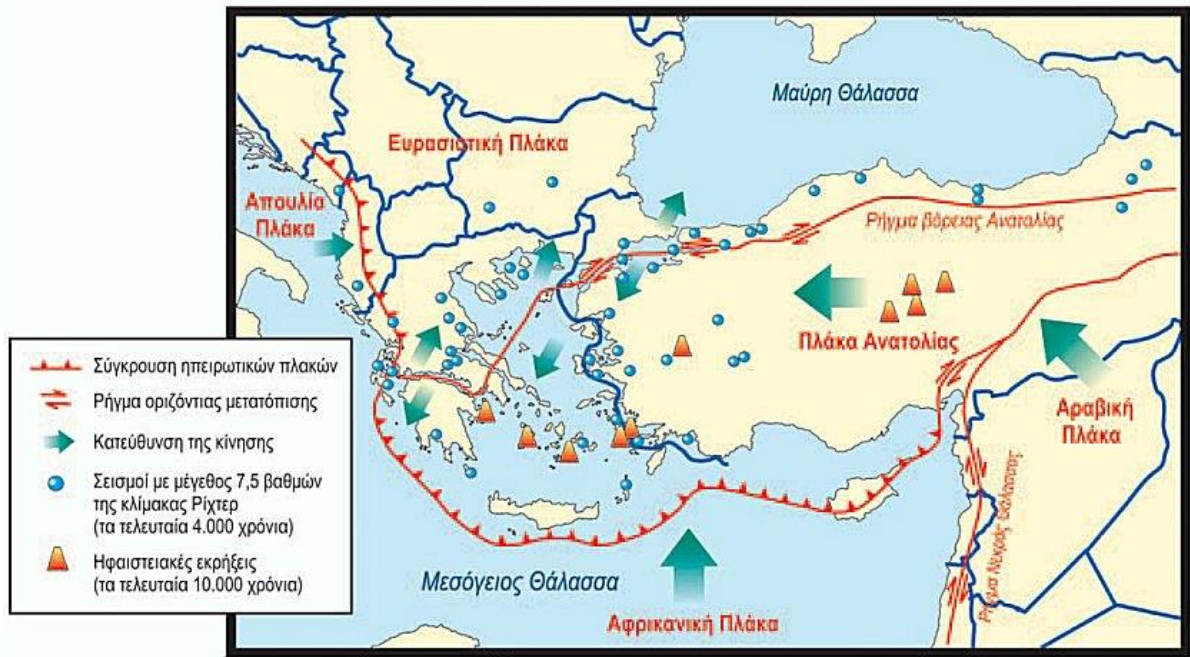 Μαύρη Θάλασσα
Ευρασιατική Πλάκα
Απουλία
Πλάκα
Ρήγμα βόρειας Ανατολίας
Πλάκα Ανατολίας
Αραβική
Πλάκα
Ρήγμα Νεκράς Θάλασσας
Μεσόγειος Θάλασσα
Αφρικανική Πλάκα
Σύγκρουση ηπειρωτικών πλακών
Ρήγμα οριζόντιας μετατόπισης
Κατεύθυνση της κίνησης
Σεισμοί με μέγεθος 7,5 βαθμών
της κλίμακας Ρίχτερ
(τα τελευταία 4.000 χρόνια)
Ηφαιστειακές εκρήξεις
(τα τελευταία 10.000 χρόνια)